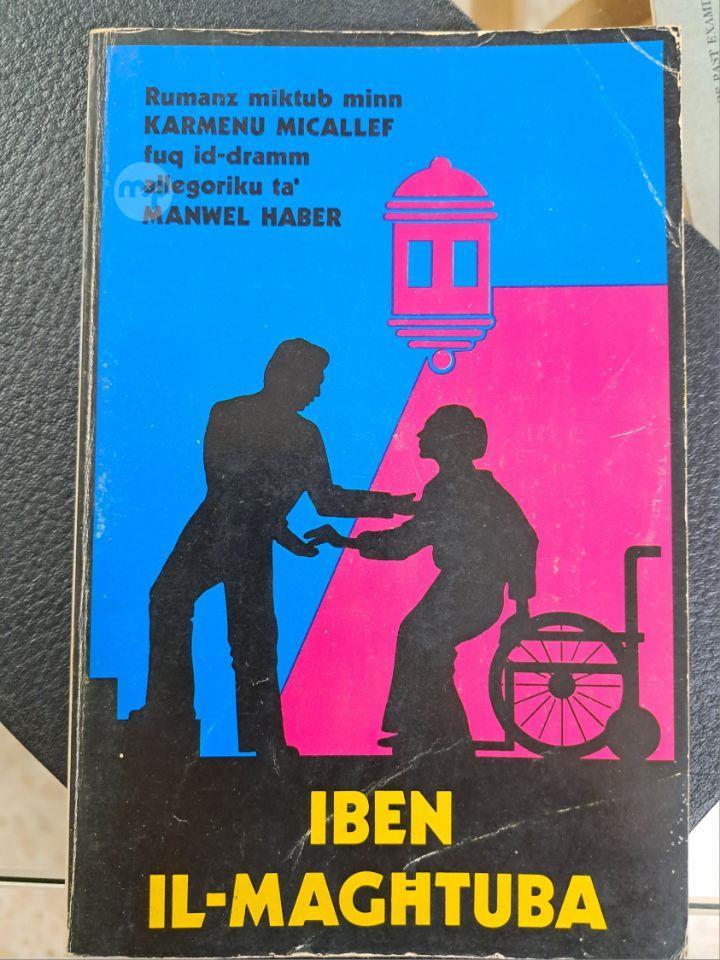 Rumanz miktub minn
KARMENU MICALLEF
fuq id-dramm
allegoriku ta'
MANWEL HABER
IBEN
IL-MAGĦTUBA